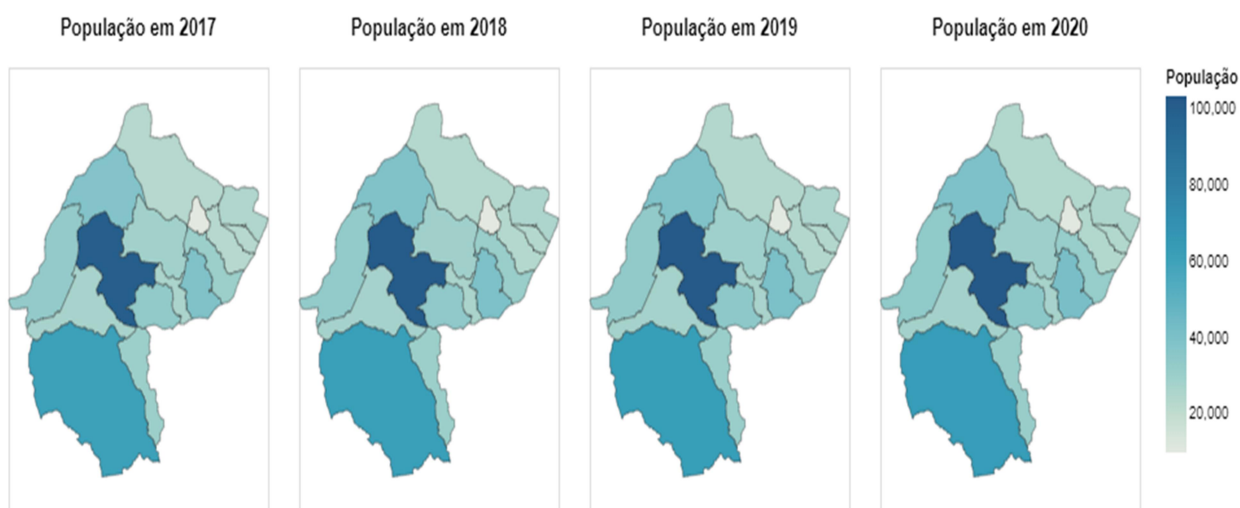 População em 2017
População em 2018
População em 2019
População em 2020
População
100,000
80,000
60,000
40,000
20,000